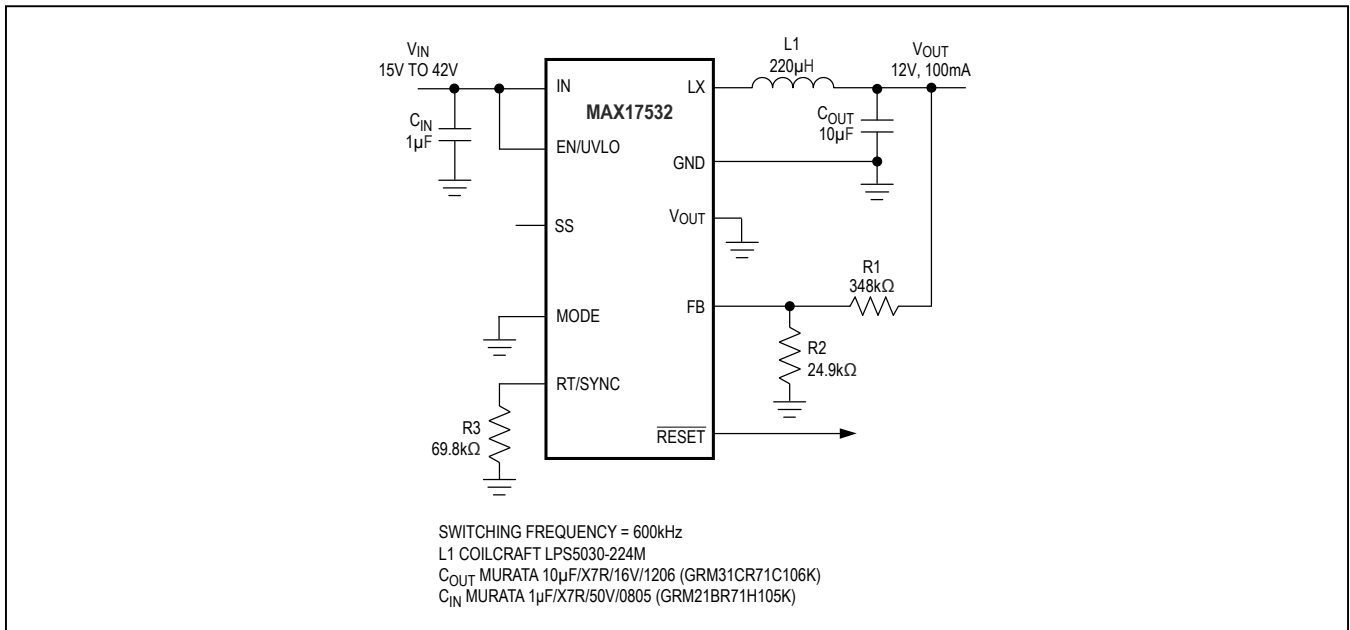 VIN
15V TO 42V
CIN
1µF
IN
EN/UVLO
SS
MODE
RT/SYNC
R3
69.8kΩ
MAX17532
LX
GND
VOUT
FB
RESET
L1
220µH
COUT
10µF
VOUT
12V, 100mA
R1
348kΩ
R2
24.9kΩ
SWITCHING FREQUENCY = 600kHz
L1 COILCRAFT LPS5030-224M
COUT MURATA 10µF/X7R/16V/1206 (GRM31CR71C106K)
CIN MURATA 1µF/X7R/50V/0805 (GRM21BR71H105K)